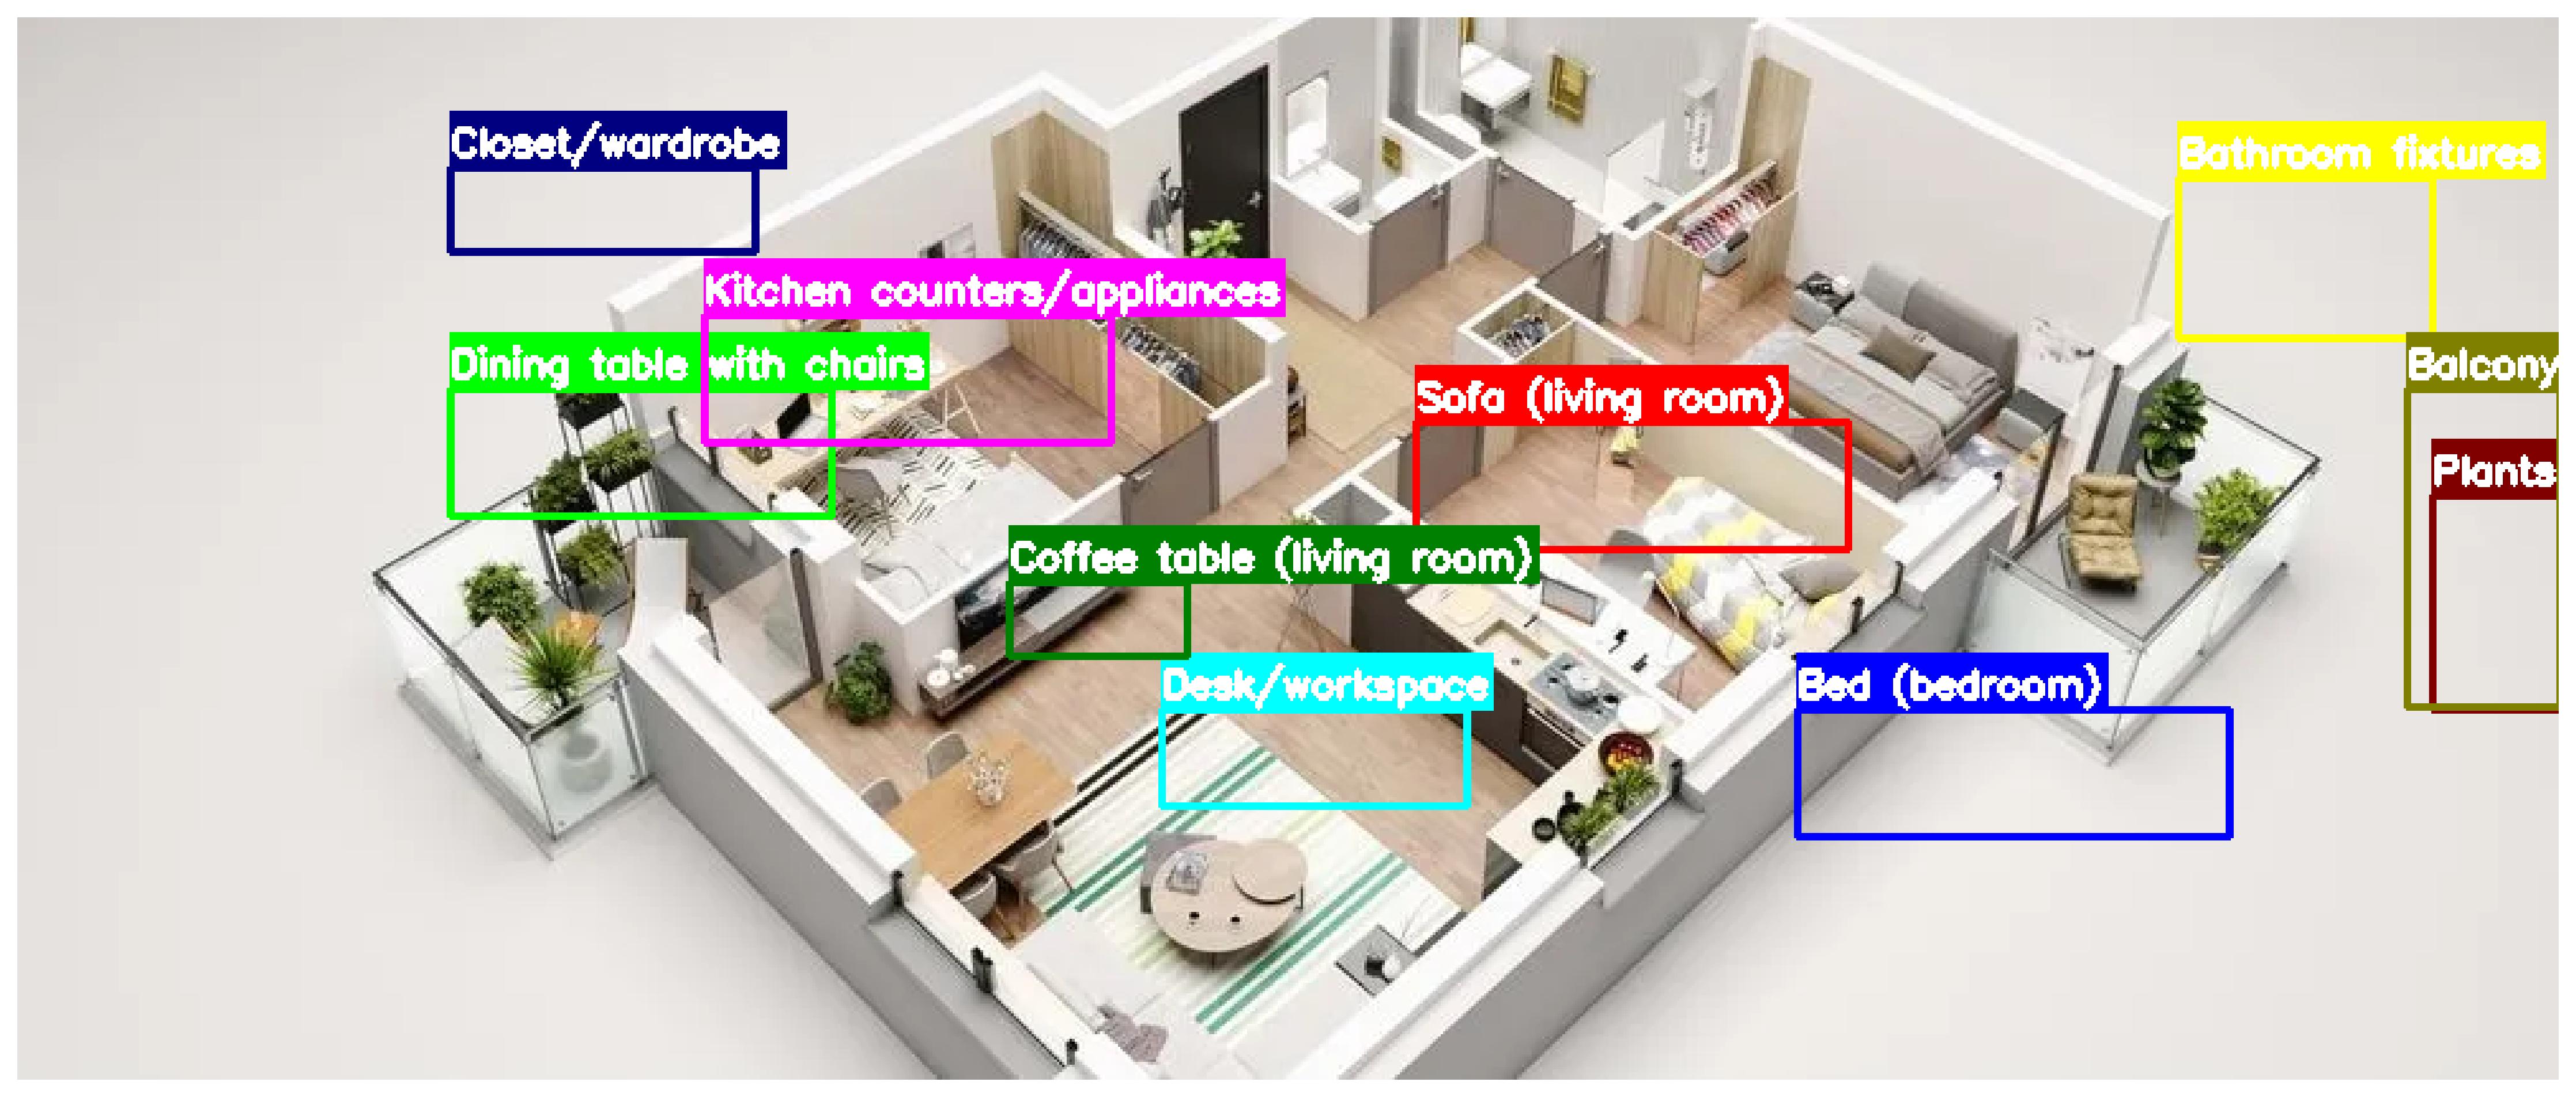 Closet/wardrobe
Bathroom fixtures
Kitchen counters/appliances
Dining table with chairs
Balcony
Sofa (living room)
Plants
Coffee table (living room)
Desk/workspace
Bed (bedroom)